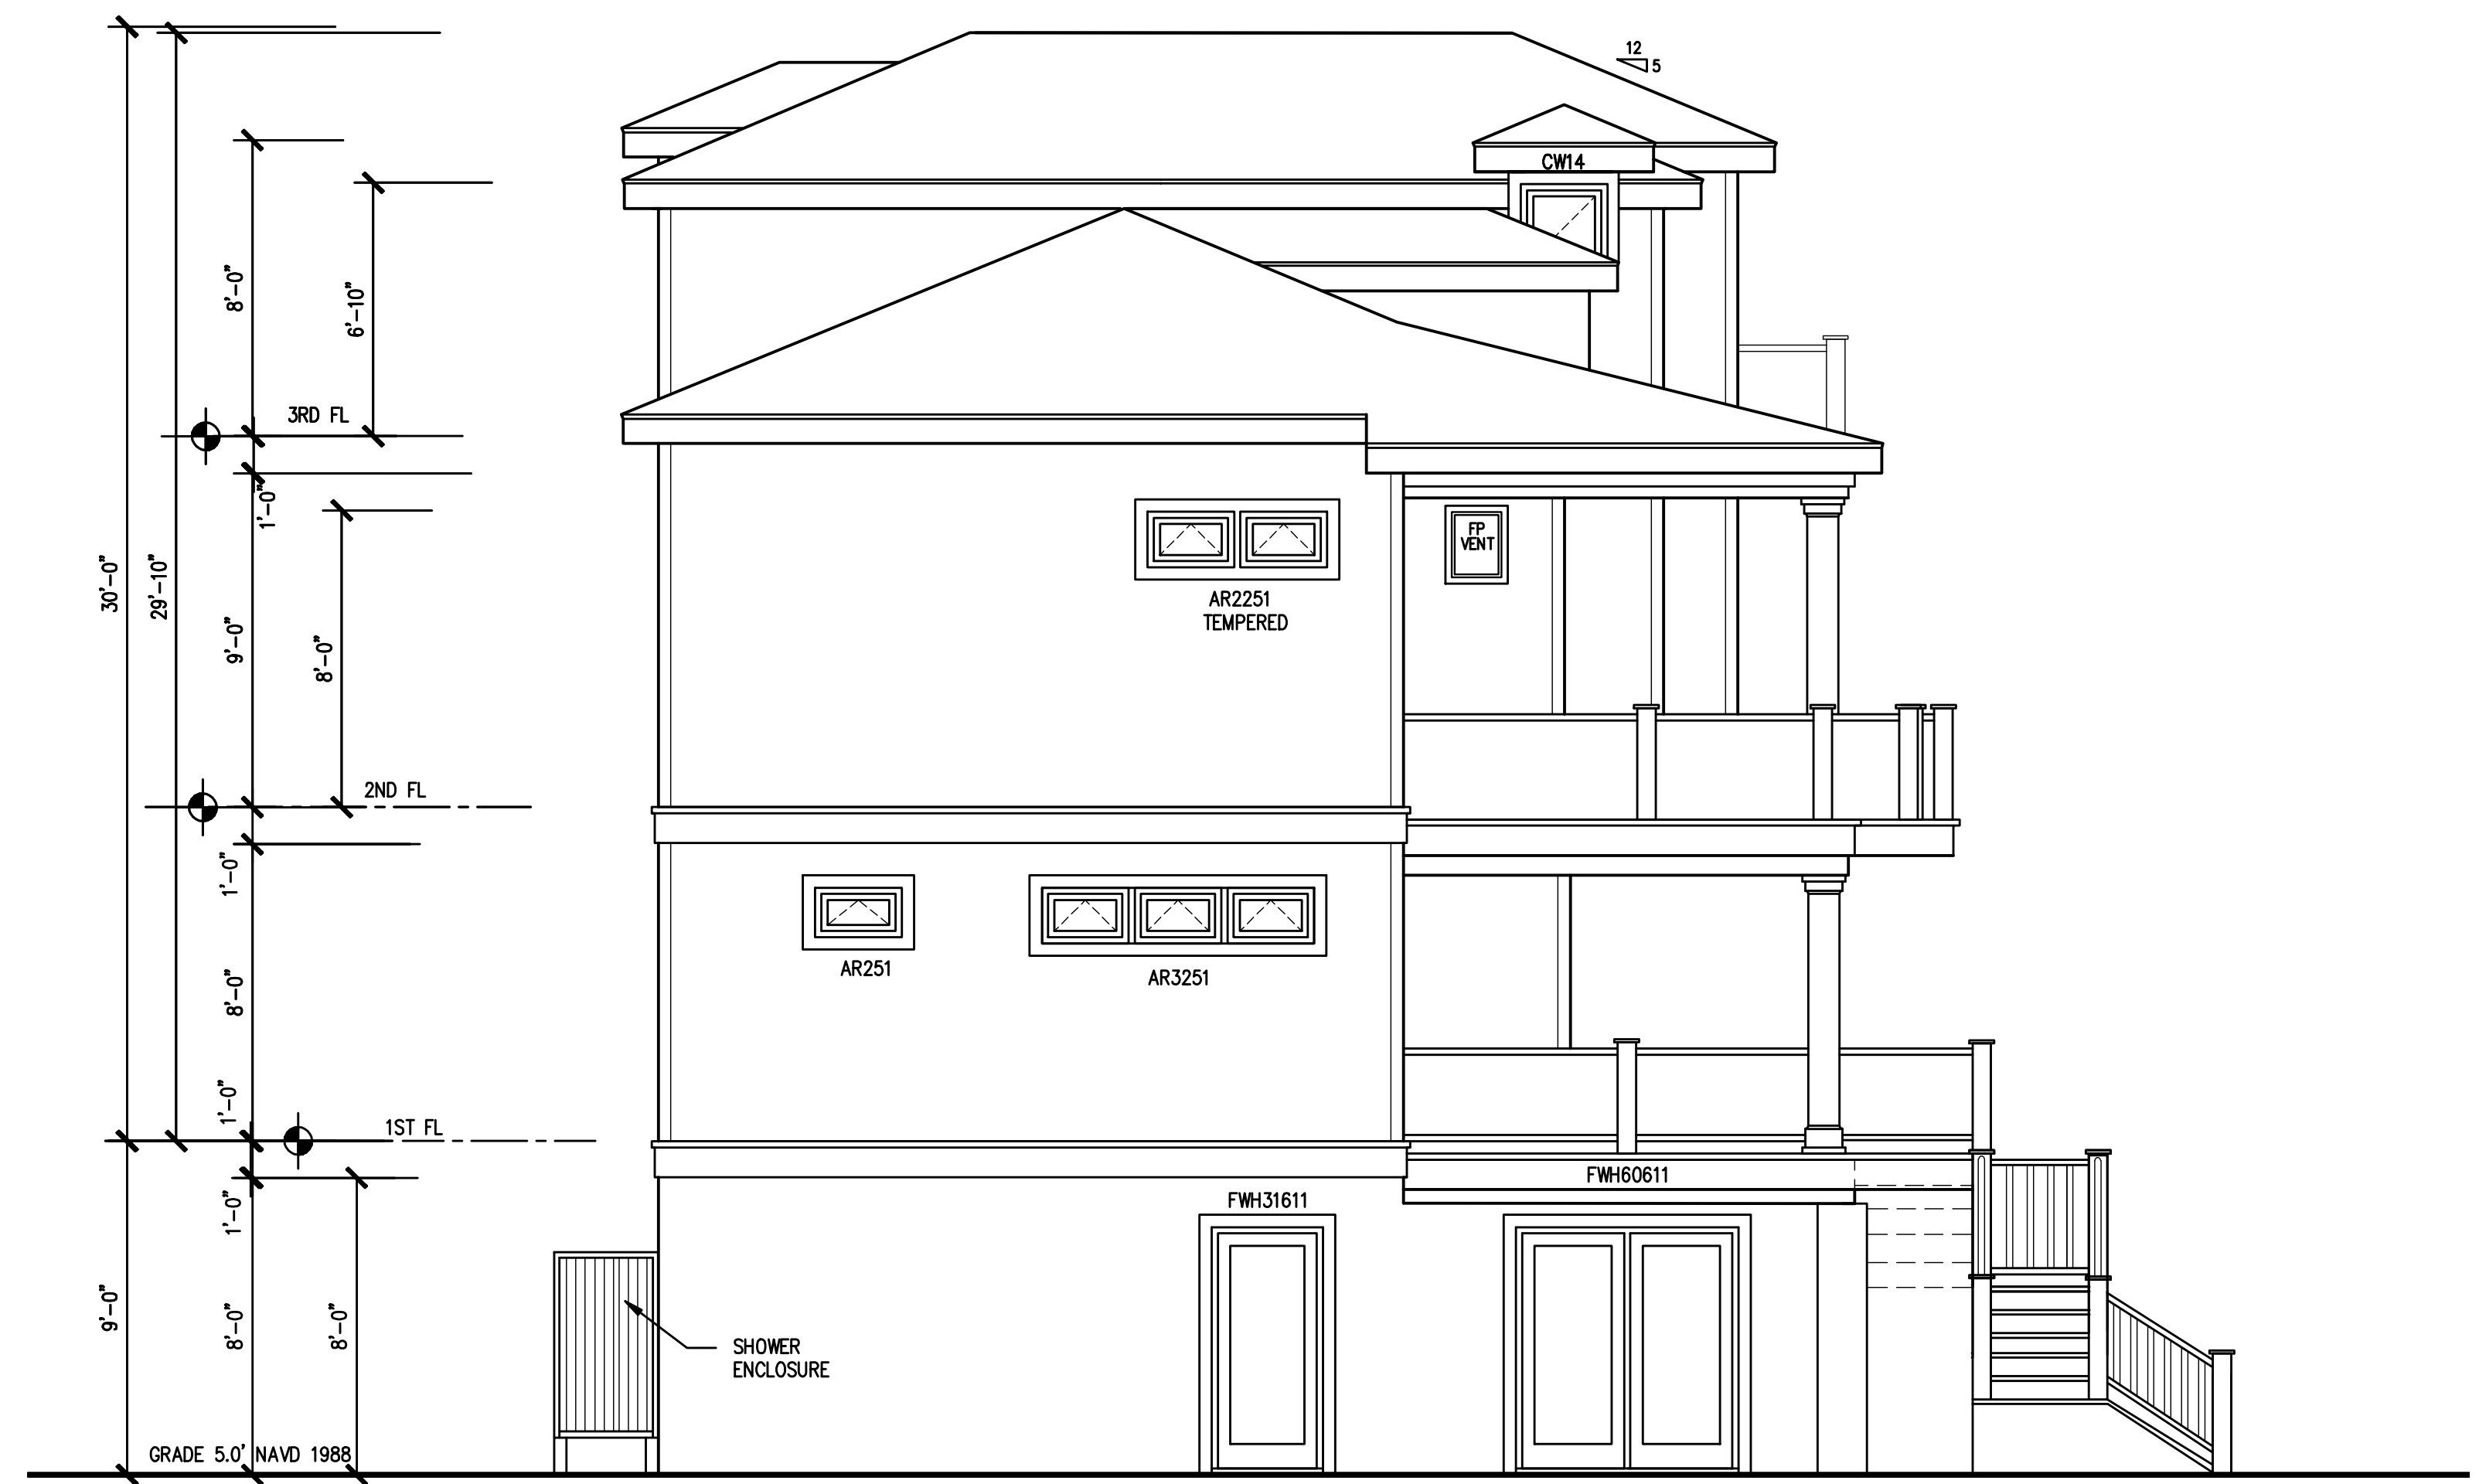 12
5
CW14
8'-0"
6'-10"
3RD FL
1'-0"
30'-0"
29'-10"
9'-0"
8'-0"
FP
VENT
AR2251
TEMPERED
2ND FL
1'-0"
AR251
AR3251
8'-0"
1'-0"
1ST FL
FWH60611
FWH31611
1'-0"
9'-0"
8'-0"
8'-0"
SHOWER
ENCLOSURE
GRADE 5.0' NAVD 1988